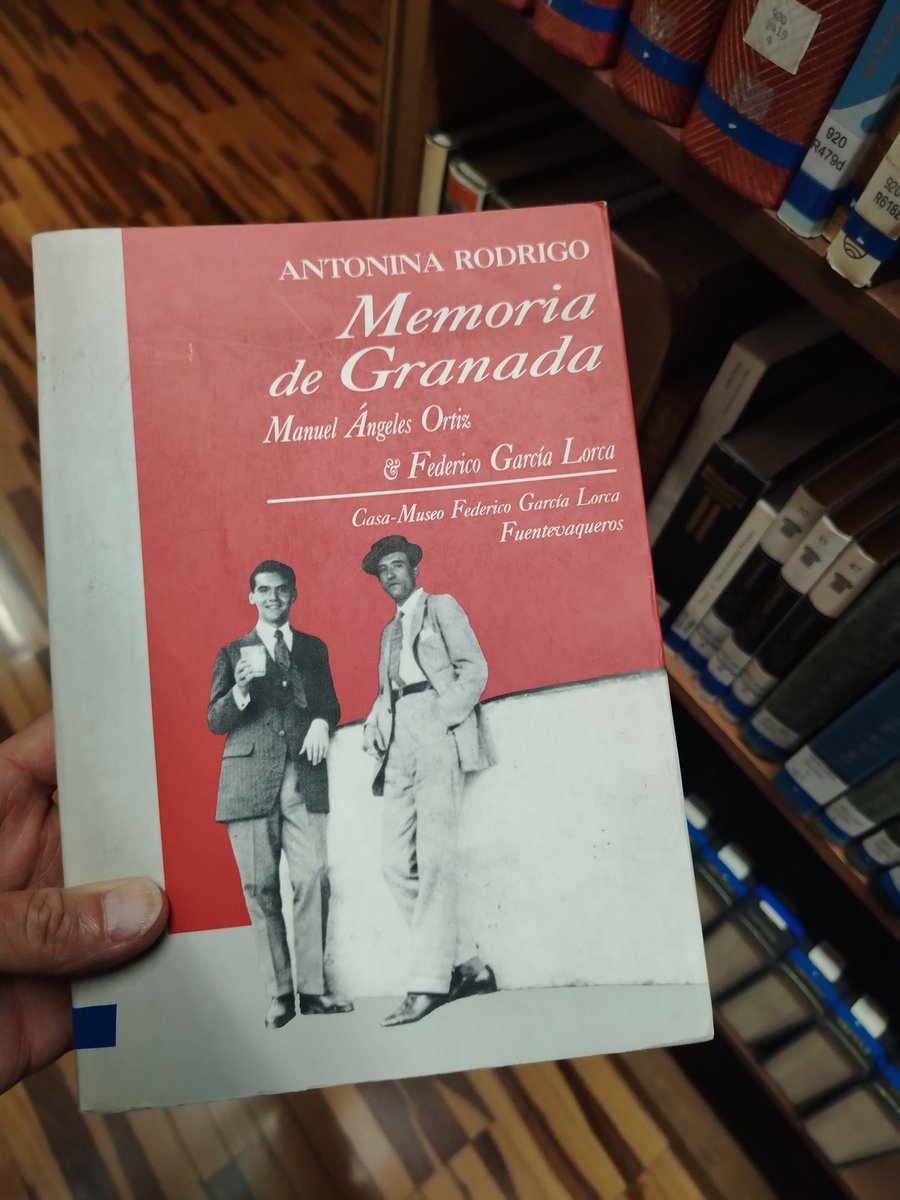 ANTONINA RODRIGO
Memoria
de Granada
Manuel Ángeles Ortiz
& Federico García Lorca
Casa-Museo Federico García Lorca
Fuentevaqueros
920
R479d
920